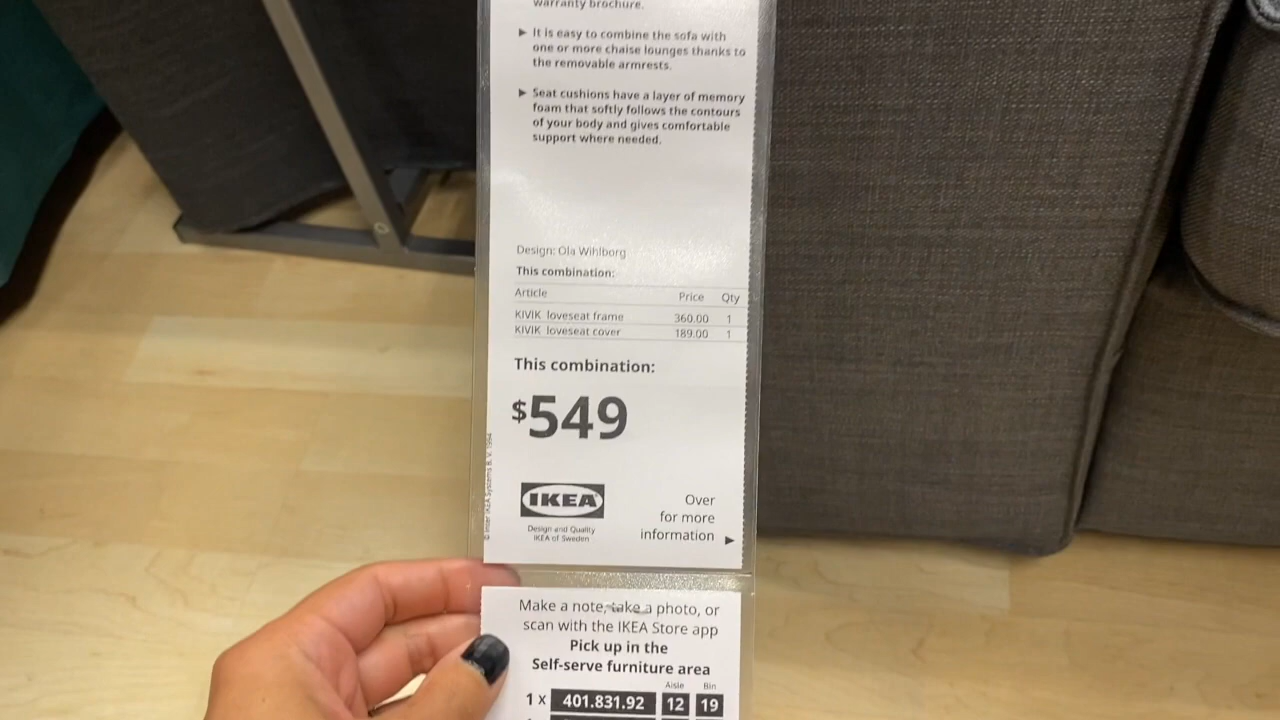 warranty brochure.
▶ It is easy to combine the sofa with
one or more chaise lounges thanks to
the removable armrests.
▶ Seat cushions have a layer of memory
foam that softly follows the contours
of your body and gives comfortable
support where needed.
Design: Ola Wihlborg
This combination:
Article Price Qty
KIVIK loveseat frame 360.00 1
KIVIK loveseat cover 189.00 1
This combination:
$549
© Inter IKEA Systems B.V. 1994
IKEA
Design and Quality
IKEA of Sweden
Over
for more
information ▶
Make a note, take a photo, or
scan with the IKEA Store app
Pick up in the
Self-serve furniture area
Aisle Bin
1 X 401.831.92 12 19